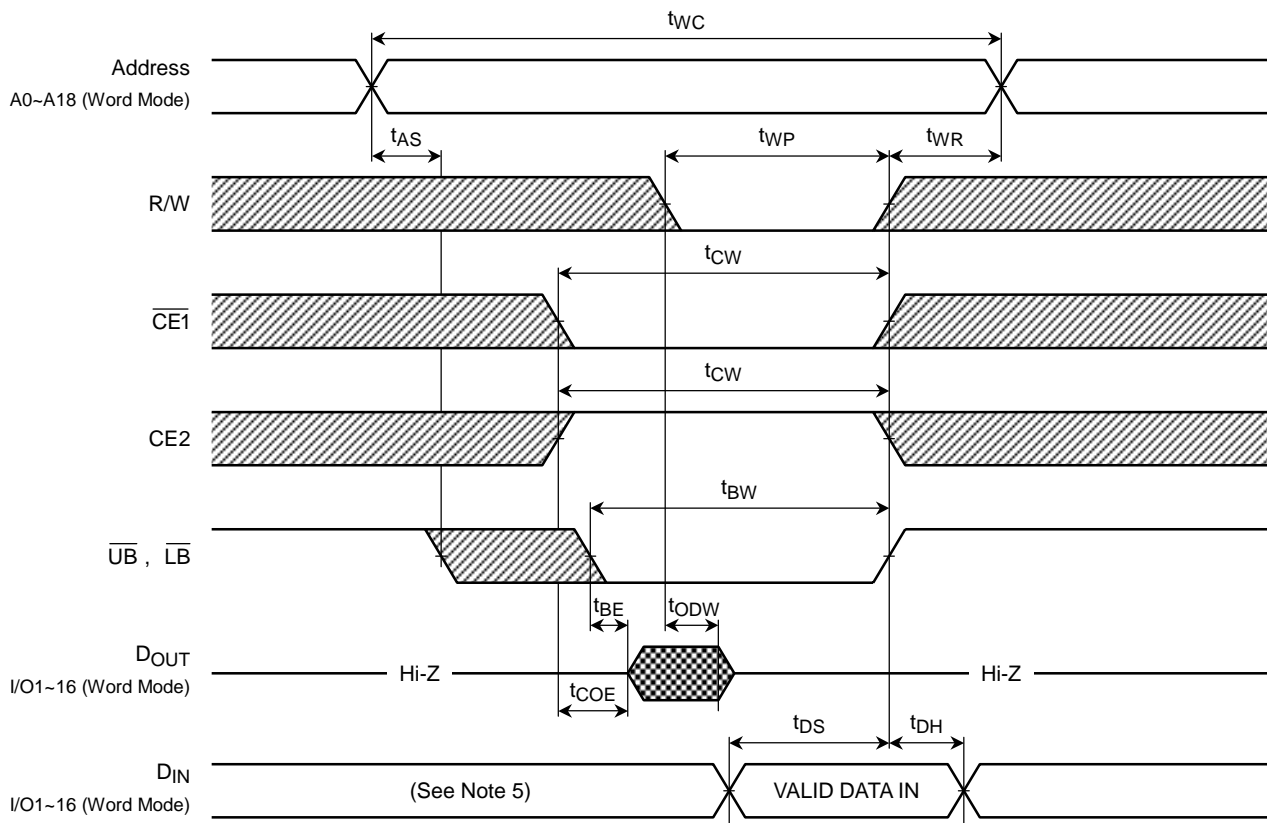 tWC
Address
A0~A18 (Word Mode)
tAS
tWP
tWR
R/W
tCW
CE1
tCW
CE2
tBW
UB , LB
tBE
tODW
DOUT
I/O1~16 (Word Mode)
Hi-Z
Hi-Z
tCOE
tDS
tDH
DIN
I/O1~16 (Word Mode)
(See Note 5)
VALID DATA IN